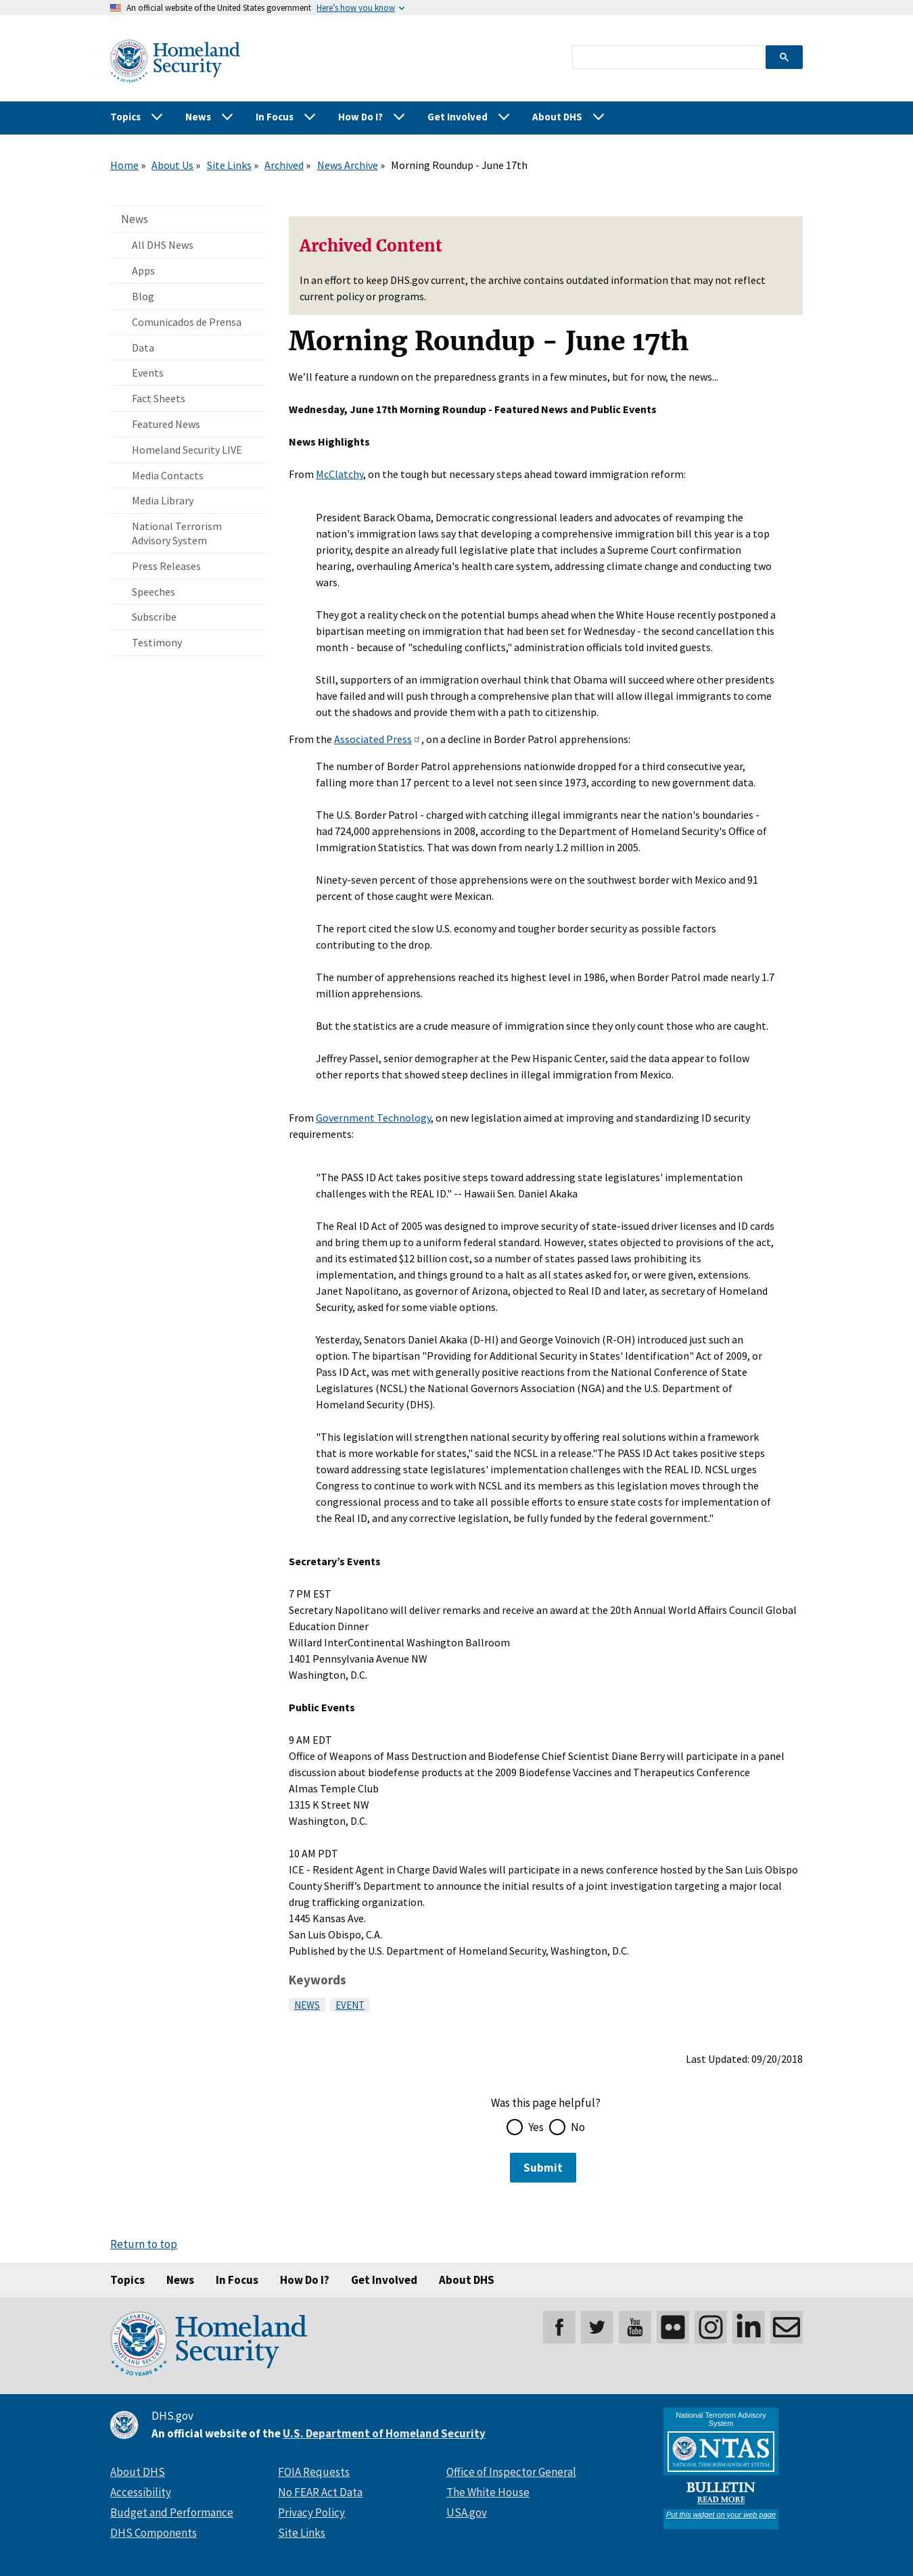 An official website of the United States government Here's how you know
Homeland
Security
Topics News In Focus How Do I? Get Involved About DHS
Home » About Us » Site Links » Archived » News Archive » Morning Roundup - June 17th
News
All DHS News
Apps
Blog
Comunicados de Prensa
Data
Events
Fact Sheets
Featured News
Homeland Security LIVE
Media Contacts
Media Library
National Terrorism
Advisory System
Press Releases
Speeches
Subscribe
Testimony
Archived Content
In an effort to keep DHS.gov current, the archive contains outdated information that may not reflect
current policy or programs.
Morning Roundup - June 17th
We’ll feature a rundown on the preparedness grants in a few minutes, but for now, the news...
Wednesday, June 17th Morning Roundup - Featured News and Public Events
News Highlights
From McClatchy, on the tough but necessary steps ahead toward immigration reform:
President Barack Obama, Democratic congressional leaders and advocates of revamping the
nation's immigration laws say that developing a comprehensive immigration bill this year is a top
priority, despite an already full legislative plate that includes a Supreme Court confirmation
hearing, overhauling America's health care system, addressing climate change and conducting two
wars.
They got a reality check on the potential bumps ahead when the White House recently postponed a
bipartisan meeting on immigration that had been set for Wednesday - the second cancellation this
month - because of "scheduling conflicts," administration officials told invited guests.
Still, supporters of an immigration overhaul think that Obama will succeed where other presidents
have failed and will push through a comprehensive plan that will allow illegal immigrants to come
out the shadows and provide them with a path to citizenship.
From the Associated Press , on a decline in Border Patrol apprehensions:
The number of Border Patrol apprehensions nationwide dropped for a third consecutive year,
falling more than 17 percent to a level not seen since 1973, according to new government data.
The U.S. Border Patrol - charged with catching illegal immigrants near the nation's boundaries -
had 724,000 apprehensions in 2008, according to the Department of Homeland Security's Office of
Immigration Statistics. That was down from nearly 1.2 million in 2005.
Ninety-seven percent of those apprehensions were on the southwest border with Mexico and 91
percent of those caught were Mexican.
The report cited the slow U.S. economy and tougher border security as possible factors
contributing to the drop.
The number of apprehensions reached its highest level in 1986, when Border Patrol made nearly 1.7
million apprehensions.
But the statistics are a crude measure of immigration since they only count those who are caught.
Jeffrey Passel, senior demographer at the Pew Hispanic Center, said the data appear to follow
other reports that showed steep declines in illegal immigration from Mexico.
From Government Technology, on new legislation aimed at improving and standardizing ID security
requirements:
"The PASS ID Act takes positive steps toward addressing state legislatures' implementation
challenges with the REAL ID." -- Hawaii Sen. Daniel Akaka
The Real ID Act of 2005 was designed to improve security of state-issued driver licenses and ID cards
and bring them up to a uniform federal standard. However, states objected to provisions of the act,
and its estimated $12 billion cost, so a number of states passed laws prohibiting its
implementation, and things ground to a halt as all states asked for, or were given, extensions.
Janet Napolitano, as governor of Arizona, objected to Real ID and later, as secretary of Homeland
Security, asked for some viable options.
Yesterday, Senators Daniel Akaka (D-HI) and George Voinovich (R-OH) introduced just such an
option. The bipartisan "Providing for Additional Security in States' Identification" Act of 2009, or
Pass ID Act, was met with generally positive reactions from the National Conference of State
Legislatures (NCSL) the National Governors Association (NGA) and the U.S. Department of
Homeland Security (DHS).
"This legislation will strengthen national security by offering real solutions within a framework
that is more workable for states," said the NCSL in a release."The PASS ID Act takes positive steps
toward addressing state legislatures' implementation challenges with the REAL ID. NCSL urges
Congress to continue to work with NCSL and its members as this legislation moves through the
congressional process and to take all possible efforts to ensure state costs for implementation of
the Real ID, and any corrective legislation, be fully funded by the federal government."
Secretary’s Events
7 PM EST
Secretary Napolitano will deliver remarks and receive an award at the 20th Annual World Affairs Council Global
Education Dinner
Willard InterContinental Washington Ballroom
1401 Pennsylvania Avenue NW
Washington, D.C.
Public Events
9 AM EDT
Office of Weapons of Mass Destruction and Biodefense Chief Scientist Diane Berry will participate in a panel
discussion about biodefense products at the 2009 Biodefense Vaccines and Therapeutics Conference
Almas Temple Club
1315 K Street NW
Washington, D.C.
10 AM PDT
ICE - Resident Agent in Charge David Wales will participate in a news conference hosted by the San Luis Obispo
County Sheriff’s Department to announce the initial results of a joint investigation targeting a major local
drug trafficking organization.
1445 Kansas Ave.
San Luis Obispo, C.A.
Published by the U.S. Department of Homeland Security, Washington, D.C.
Keywords
NEWS EVENT
Last Updated: 09/20/2018
Was this page helpful?
Yes No
Submit
Return to top
Topics News In Focus How Do I? Get Involved About DHS
Homeland
Security
20 YEARS
You
Tube
DHS.gov
An official website of the U.S. Department of Homeland Security
National Terrorism Advisory
System
NTAS
NATIONAL TERRORISM ADVISORY SYSTEM
BULLETIN
READ MORE
Put this widget on your web page
About DHS
Accessibility
Budget and Performance
DHS Components
FOIA Requests
No FEAR Act Data
Privacy Policy
Site Links
Office of Inspector General
The White House
USA.gov